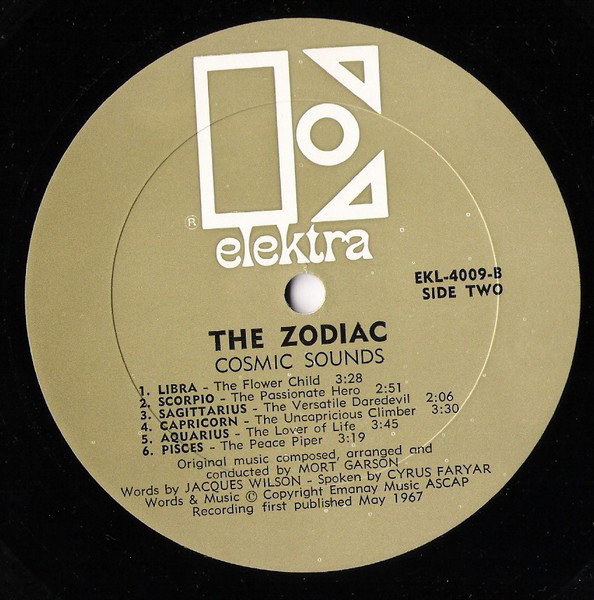 ®
elektra
EKL-4009-B
SIDE TWO
THE ZODIAC
COSMIC SOUNDS
1. LIBRA - The Flower Child 3:28
2. SCORPIO - The Passionate Hero 2:51
3. SAGITTARIUS - The Versatile Daredevil 2:06
4. CAPRICORN - The Uncapricious Climber 3:30
5. AQUARIUS - The Lover of Life 3:45
6. PISCES - The Peace Piper 3:19
Original music composed, arranged and
conducted by MORT GARSON
Words by JACQUES WILSON - Spoken by CYRUS FARYAR
Words & Music © Copyright Emanay Music ASCAP
Recording first published May 1967